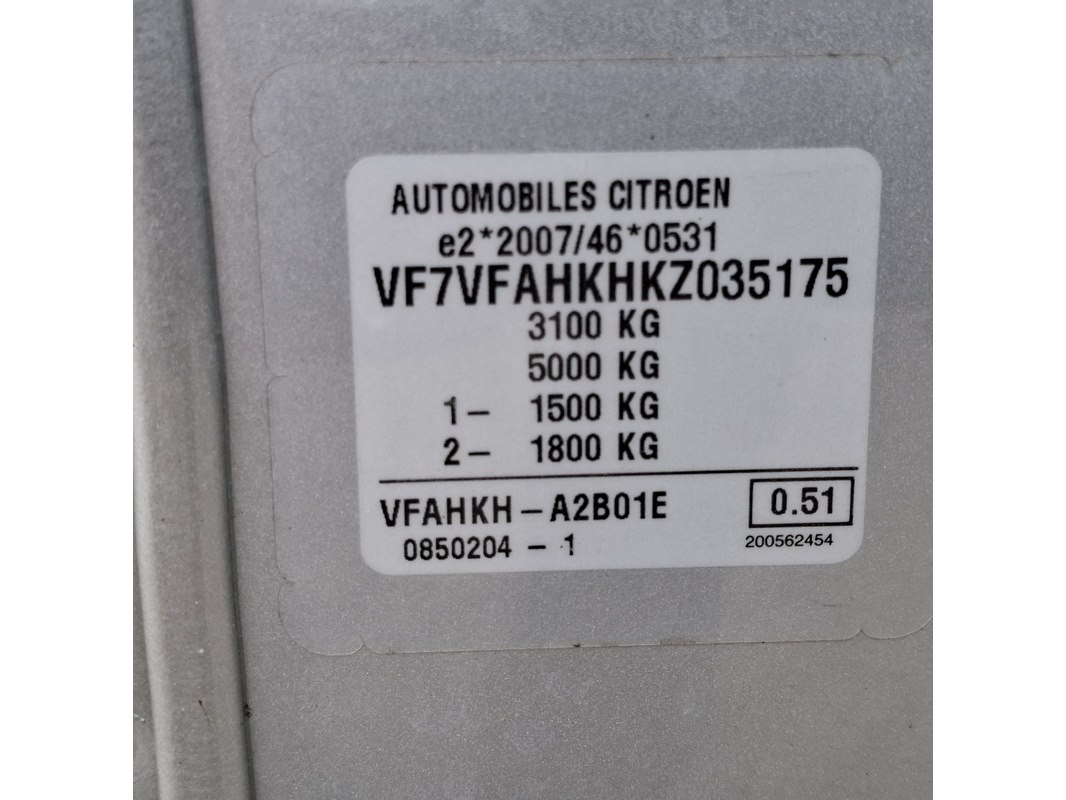 AUTOMOBILES CITROEN
e2*2007/46*0531
VF7VFAHKHKZ035175
3100 KG
5000 KG
1- 1500 KG
2- 1800 KG
VFAHKH-A2B01E
0.51
0850204 - 1
200562454